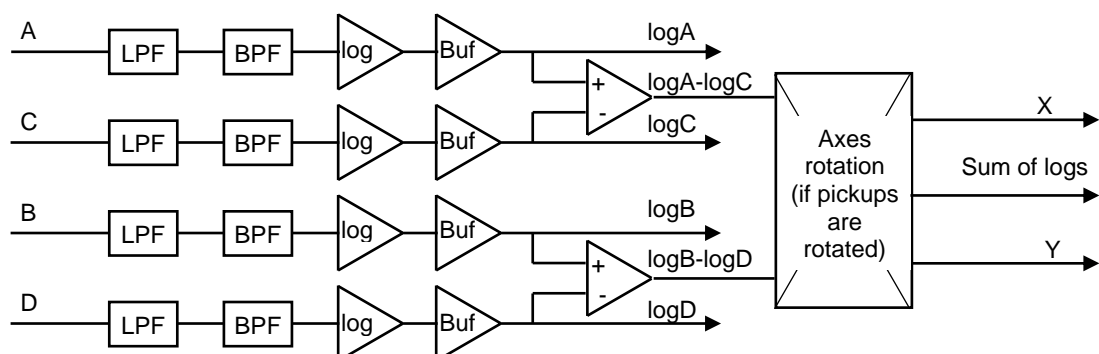 A
LPF
BPF
log
Buf
logA
+
-
logA-logC
C
LPF
BPF
log
Buf
logC
B
LPF
BPF
log
Buf
logB
+
-
logB-logD
D
LPF
BPF
log
Buf
logD
Axes
rotation
(if pickups
are
rotated)
X
Sum of logs
Y